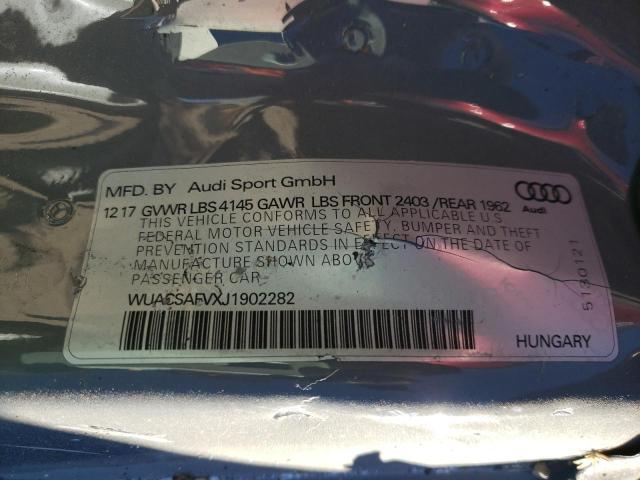 MFD. BY Audi Sport GmbH
12 17 GVWR LBS 4145 GAWR LBS FRONT 2403 /REAR 1962
THIS VEHICLE CONFORMS TO ALL APPLICABLE U.S
FEDERAL MOTOR VEHICLE SAFETY, BUMPER AND THEFT
PREVENTION STANDARDS IN EFFECT ON THE DATE OF
MANUFACTURE SHOWN ABOVE
PASSENGER CAR
WUACSAFVXJ1902282
Audi
5130121
HUNGARY